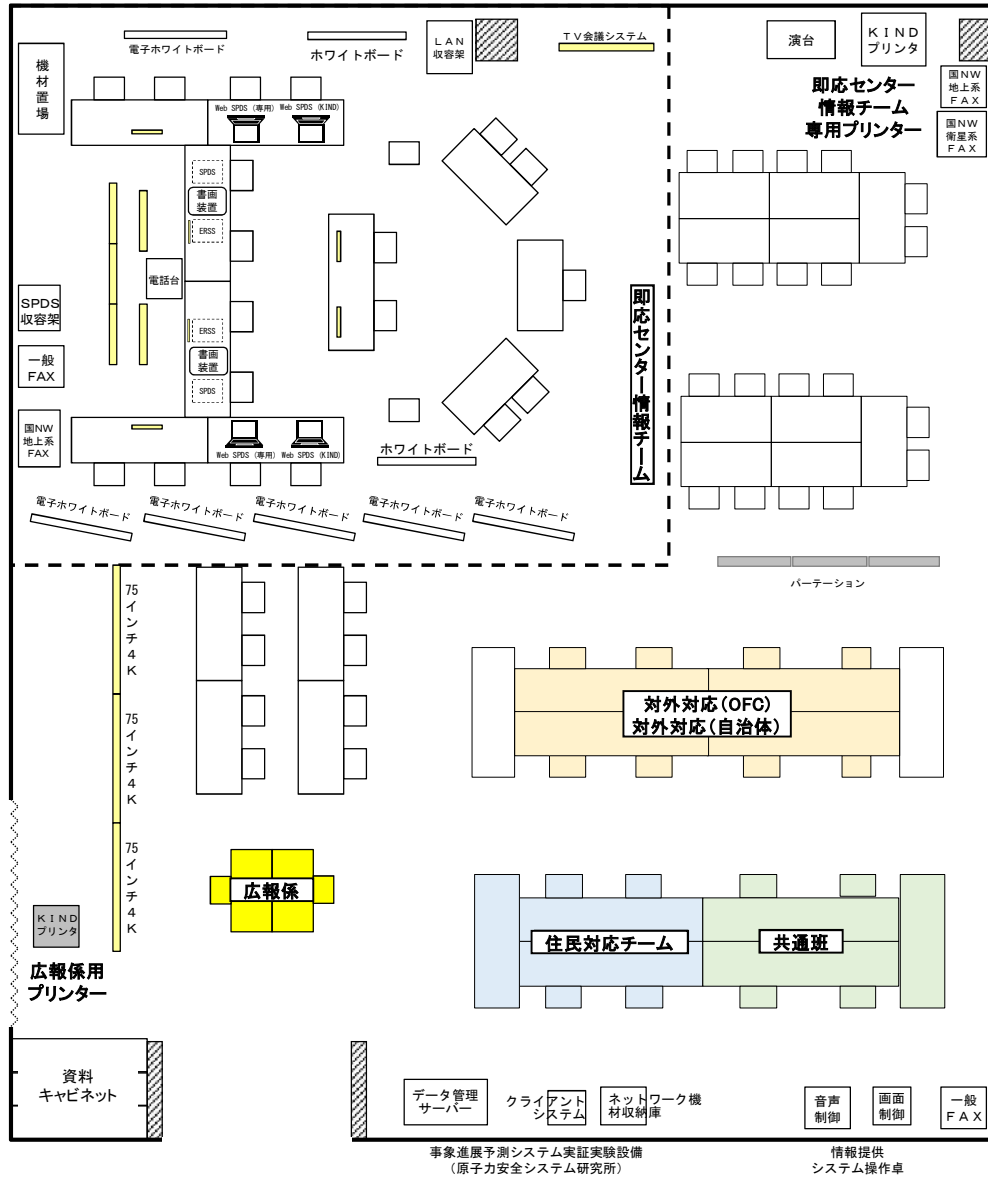 電子ホワイトボード
ホワイトボード
LAN
収容架
TV会議システム
演台
KIND
プリンタ
機材置場
国NW
地上系
FAX
即応センター
情報チーム
専用プリンター
国NW
衛星系
FAX
Web SPDS (専用)
Web SPDS (KIND)
SPDS
書画
装置
ERSS
電話台
SPDS
収容架
ERSS
書画
装置
SPDS
一般
FAX
即応センター情報チーム
国NW
地上系
FAX
Web SPDS (専用)
Web SPDS (KIND)
ホワイトボード
電子ホワイトボード
電子ホワイトボード
電子ホワイトボード
電子ホワイトボード
電子ホワイトボード
パーテーション
75インチ4K
75インチ4K
75インチ4K
対外対応(OFC)
対外対応(自治体)
広報係
KIND
プリンタ
広報係用
プリンター
住民対応チーム
共通班
資料
キャビネット
データ管理
サーバー
クライアント
システム
ネットワーク機
材収納庫
音声
制御
画面
制御
一般
FAX
事象進展予測システム実証実験設備
(原子力安全システム研究所)
情報提供
システム操作卓